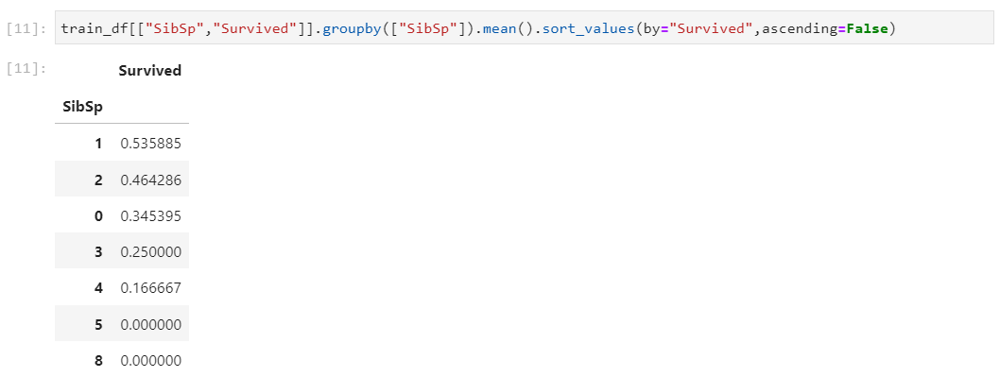 [11]: train_df[["SibSp","Survived"]].groupby(["SibSp"]).mean().sort_values(by="Survived",ascending=False)
[11]: Survived
SibSp
1 0.535885
2 0.464286
0 0.345395
3 0.250000
4 0.166667
5 0.000000
8 0.000000